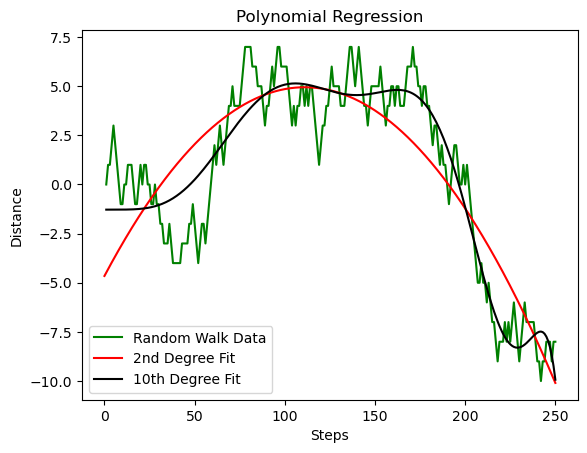 Polynomial Regression
7.5
5.0
2.5
0.0
−2.5
−5.0
−7.5
−10.0
Distance
Random Walk Data
2nd Degree Fit
10th Degree Fit
0 50 100 150 200 250
Steps